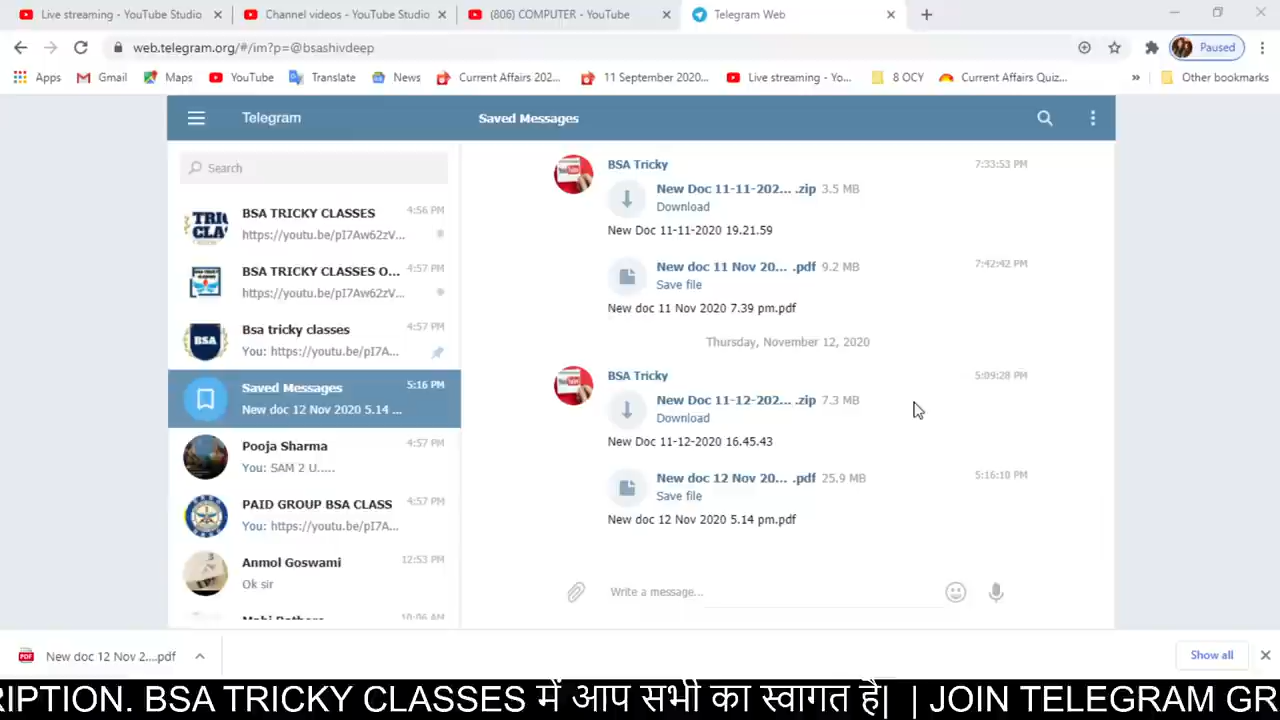 Live streaming - YouTube Studio
Channel videos - YouTube Studio
(806) COMPUTER - YouTube
Telegram Web
web.telegram.org/#/im?p=@bsashivdeep
Paused
Apps
Gmail
Maps
YouTube
Translate
News
Current Affairs 202...
11 September 2020...
Live streaming - Yo...
8 OCY
Current Affairs Quiz...
»
Other bookmarks
Telegram
Saved Messages
Search
BSA TRICKY CLASSES 4:56 PM
https://youtu.be/pI7Aw62zV...
BSA TRICKY CLASSES O... 4:57 PM
https://youtu.be/pI7Aw62zV...
Bsa tricky classes 4:57 PM
You: https://youtu.be/pI7A...
Saved Messages 5:16 PM
New doc 12 Nov 2020 5.14 ...
Pooja Sharma 4:57 PM
You: SAM 2 U.....
PAID GROUP BSA CLASS 4:57 PM
You: https://youtu.be/pI7A...
Anmol Goswami 12:53 PM
Ok sir
10:06 AM
BSA Tricky 7:33:53 PM
New Doc 11-11-202... .zip 3.5 MB
Download
New Doc 11-11-2020 19.21.59
New doc 11 Nov 20... .pdf 9.2 MB 7:42:42 PM
Save file
New doc 11 Nov 2020 7.39 pm.pdf
Thursday, November 12, 2020
BSA Tricky 5:09:28 PM
New Doc 11-12-202... .zip 7.3 MB
Download
New Doc 11-12-2020 16.45.43
New doc 12 Nov 20... .pdf 25.9 MB 5:16:10 PM
Save file
New doc 12 Nov 2020 5.14 pm.pdf
Write a message...
New doc 12 Nov 2....pdf
Show all
RIPTION. BSA TRICKY CLASSES में आप सभी का स्वागत है| | JOIN TELEGRAM GR